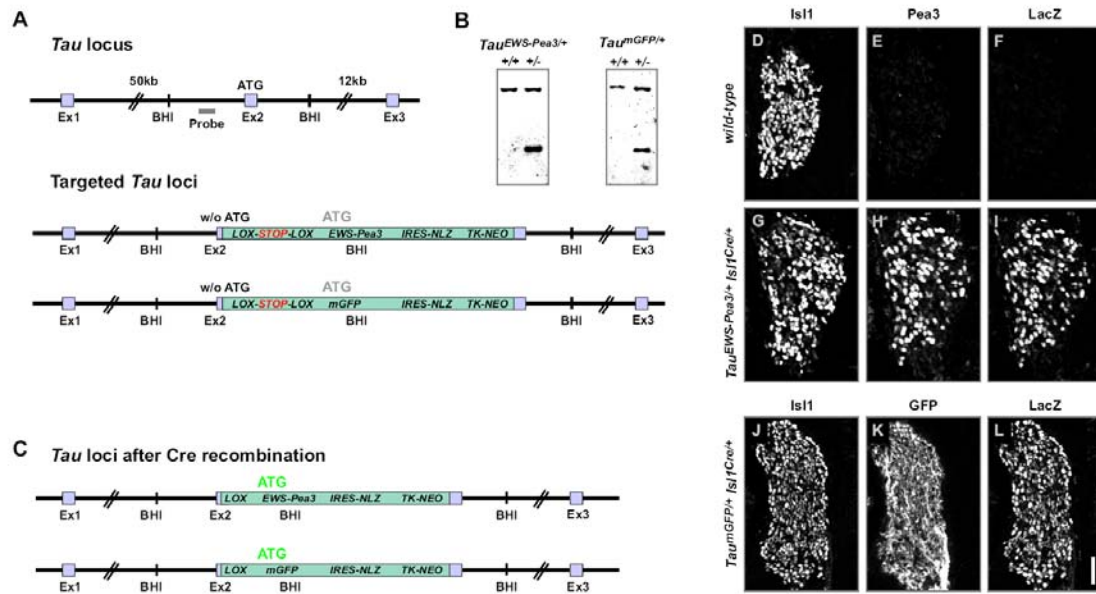 A
Tau locus
50kb ATG 12kb
Ex1 BHI Probe Ex2 BHI Ex3
Targeted Tau loci
w/o ATG ATG
LOX-STOP-LOX EWS-Pea3 IRES-NLZ TK-NEO
Ex1 BHI Ex2 BHI BHI Ex3
w/o ATG ATG
LOX-STOP-LOX mGFP IRES-NLZ TK-NEO
Ex1 BHI Ex2 BHI BHI Ex3
B
TauEWS-Pea3/+ TaumGFP/+
+/+ +/- +/+ +/-
C
Tau loci after Cre recombination
ATG
LOX EWS-Pea3 IRES-NLZ TK-NEO
Ex1 BHI Ex2 BHI BHI Ex3
ATG
LOX mGFP IRES-NLZ TK-NEO
Ex1 BHI Ex2 BHI BHI Ex3
Isl1 Pea3 LacZ
wild-type
D E F
TauEWS-Pea3/+ Isl1Cre/+
G H I
Isl1 GFP LacZ
TaumGFP/+ Isl1Cre/+
J K L